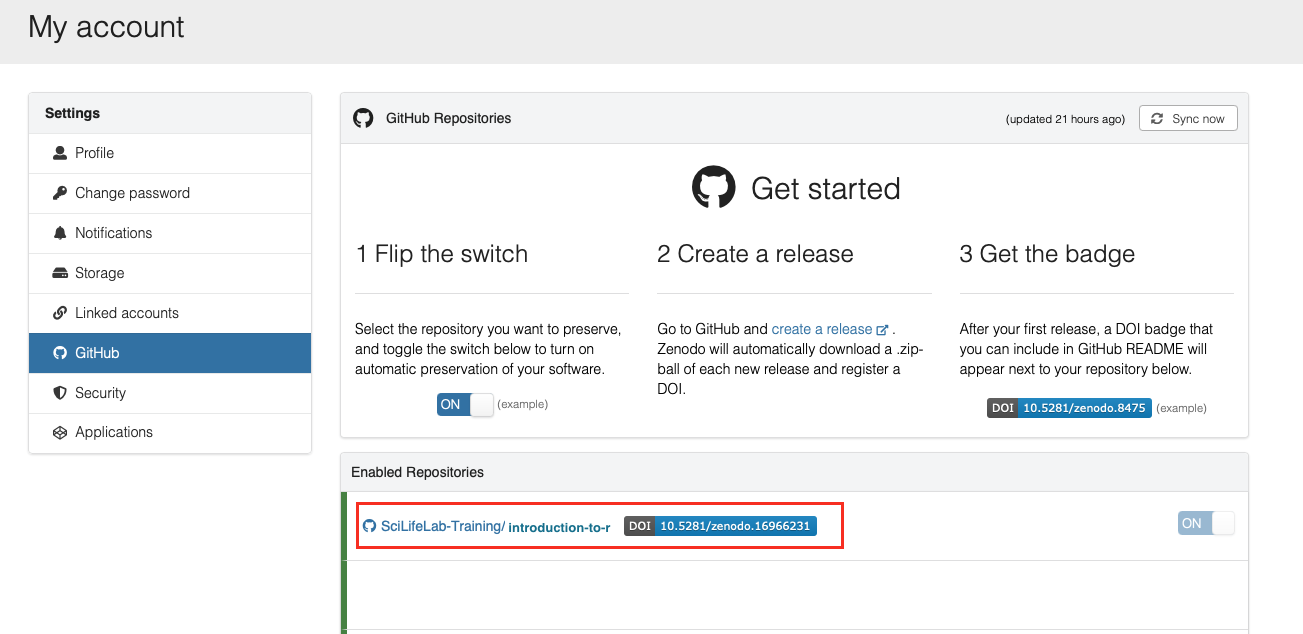 My account
Settings
Profile
Change password
Notifications
Storage
Linked accounts
GitHub
Security
Applications
GitHub Repositories
(updated 21 hours ago)
Sync now
Get started
1 Flip the switch
Select the repository you want to preserve,
and toggle the switch below to turn on
automatic preservation of your software.
ON (example)
2 Create a release
Go to GitHub and create a release .
Zenodo will automatically download a .zip-
ball of each new release and register a
DOI.
3 Get the badge
After your first release, a DOI badge that
you can include in GitHub README will
appear next to your repository below.
DOI 10.5281/zenodo.8475 (example)
Enabled Repositories
SciLifeLab-Training/ introduction-to-r DOI 10.5281/zenodo.16966231
ON